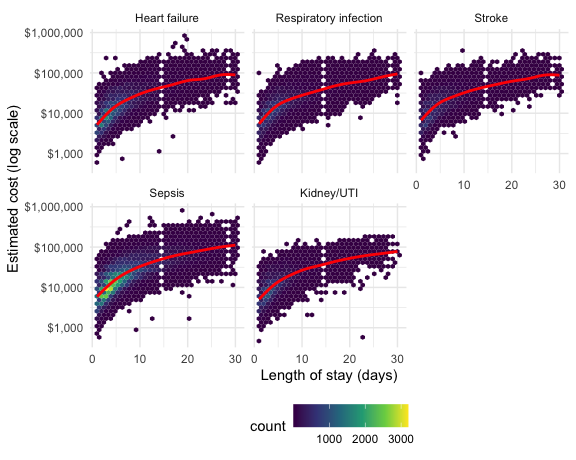 Heart failure Respiratory infection Stroke
$1,000,000
$100,000
$10,000
$1,000
0 10 20 30
Sepsis Kidney/UTI
$1,000,000
$100,000
$10,000
$1,000
0 10 20 30 0 10 20 30
Estimated cost (log scale)
Length of stay (days)
count
1000 2000 3000